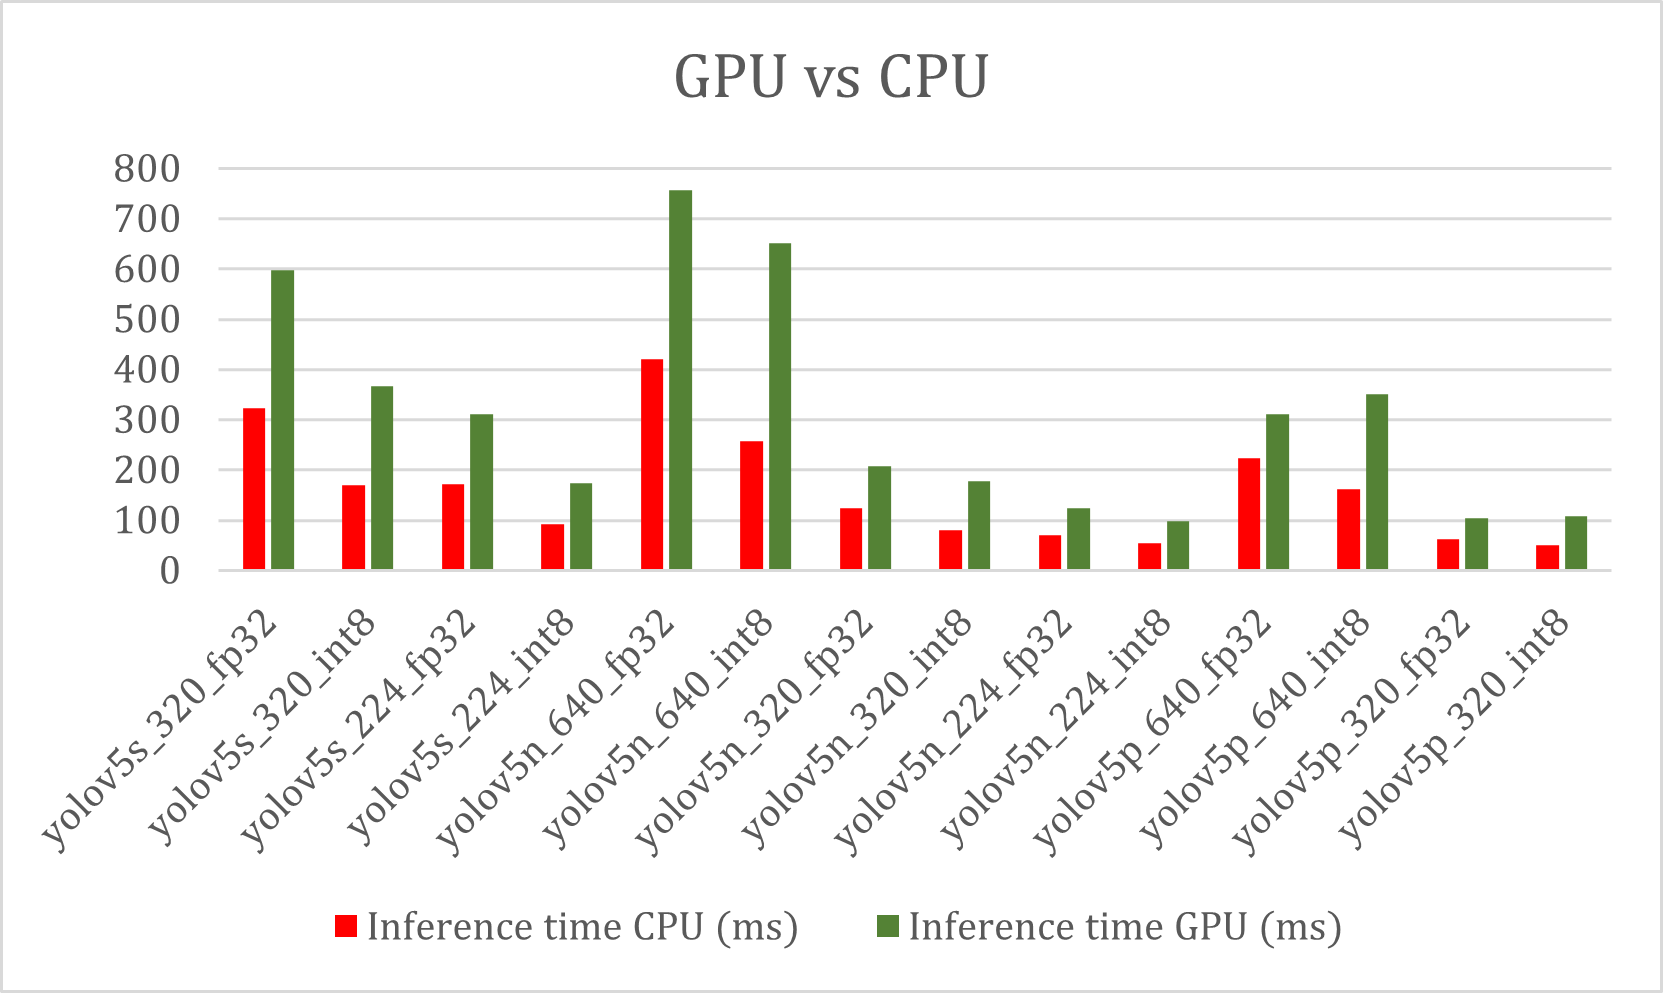 GPU vs CPU
800
700
600
500
400
300
200
100
0
yolov5s_320_fp32
yolov5s_320_int8
yolov5s_224_fp32
yolov5s_224_int8
yolov5n_640_fp32
yolov5n_640_int8
yolov5n_320_fp32
yolov5n_320_int8
yolov5n_224_fp32
yolov5n_224_int8
yolov5p_640_fp32
yolov5p_640_int8
yolov5p_320_fp32
yolov5p_320_int8
Inference time CPU (ms) Inference time GPU (ms)